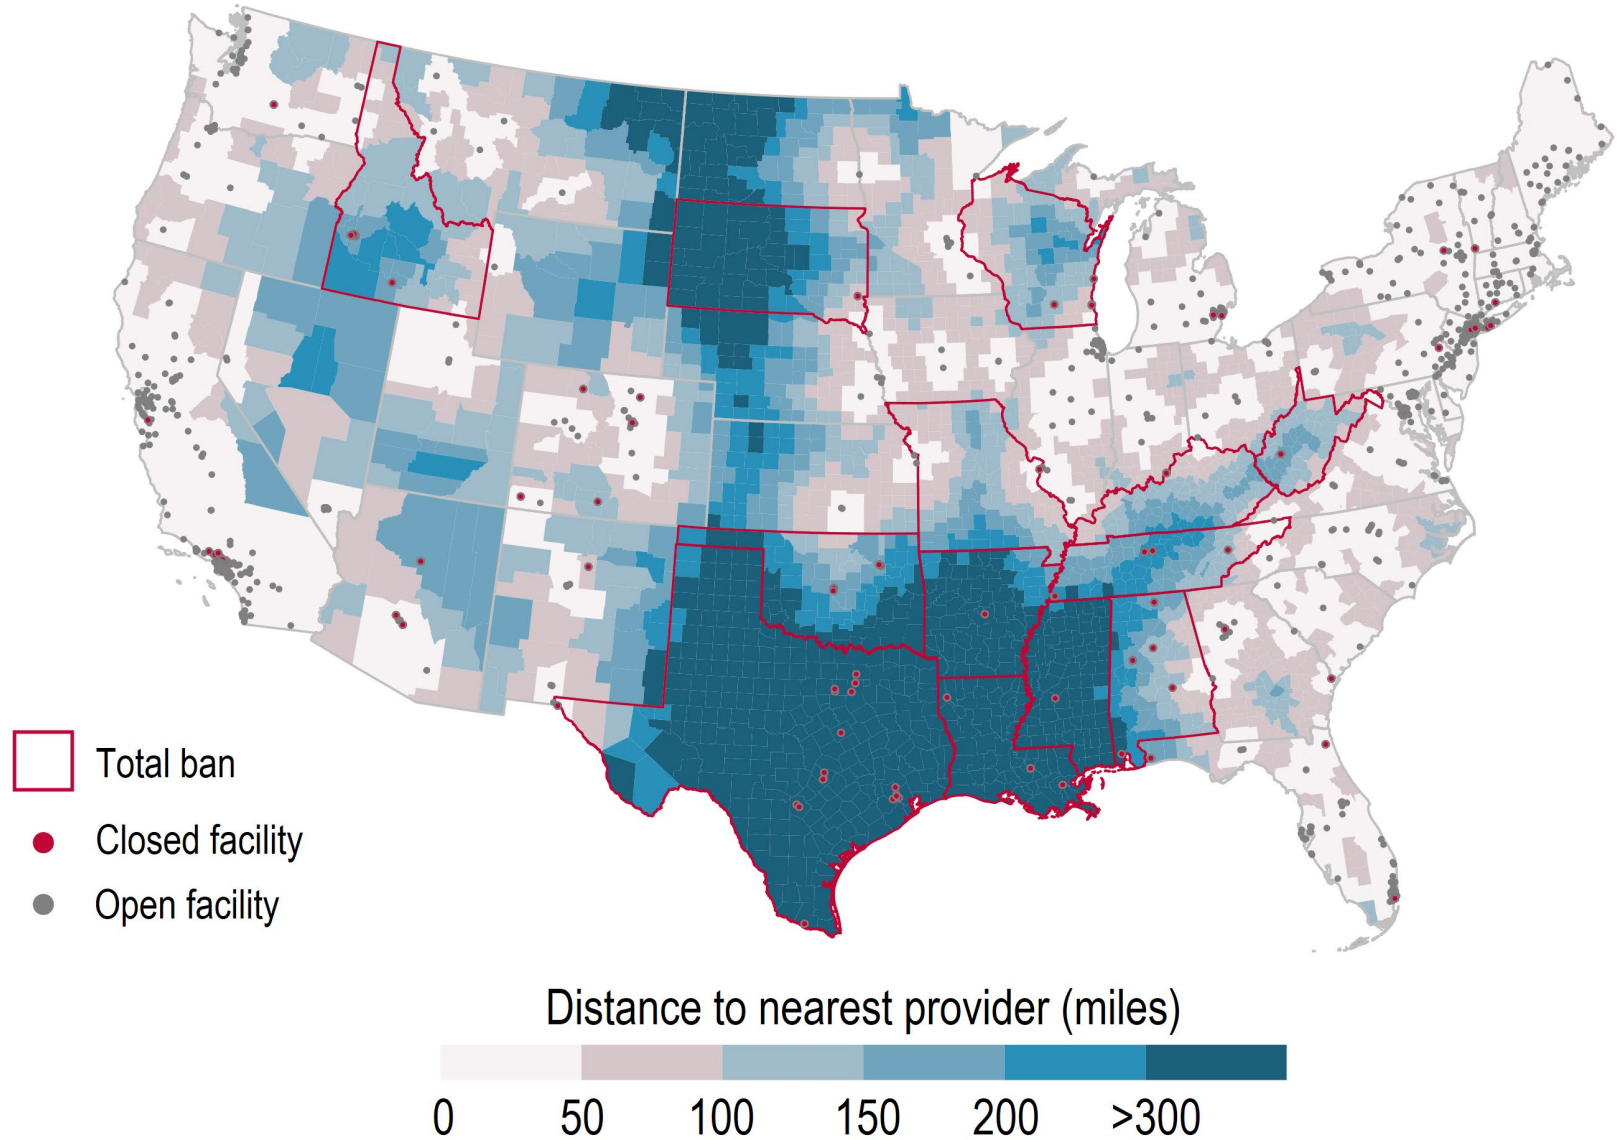 Total ban
Closed facility
Open facility
Distance to nearest provider (miles)
0 50 100 150 200 >300